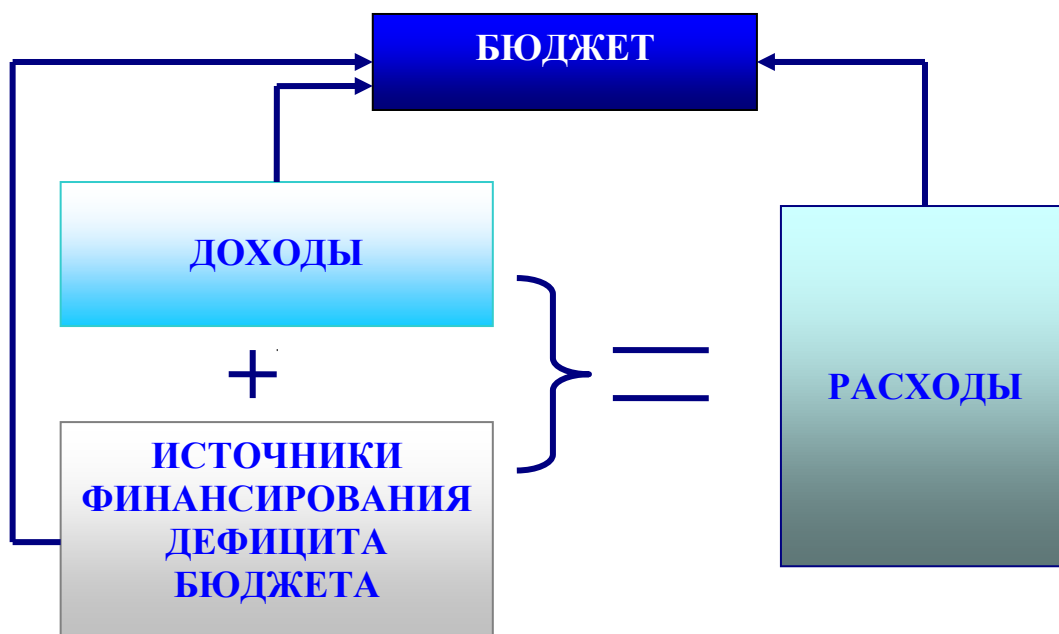 БЮДЖЕТ
ДОХОДЫ
+
ИСТОЧНИКИ
ФИНАНСИРОВАНИЯ
ДЕФИЦИТА
БЮДЖЕТА
=
РАСХОДЫ